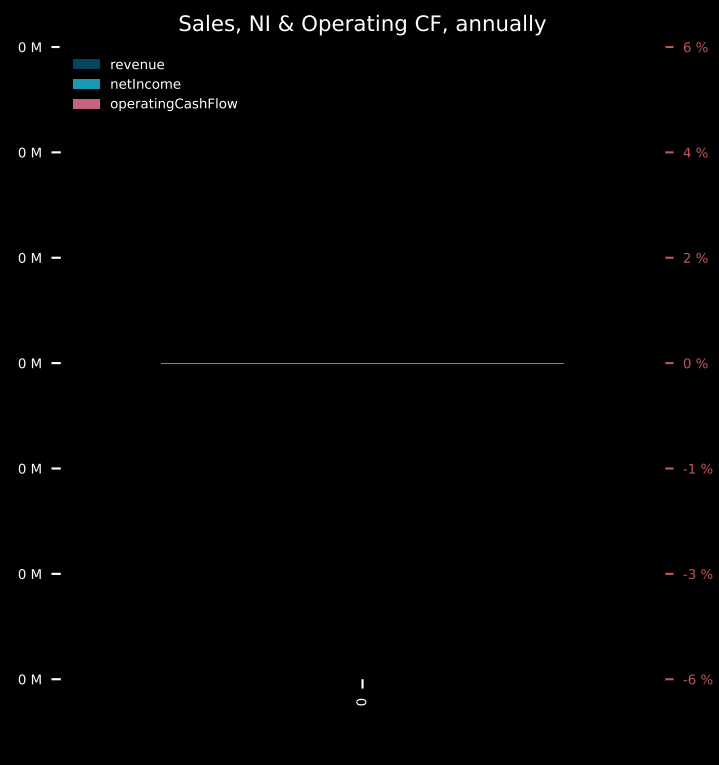 Sales, NI & Operating CF, annually
0 M
6 %
revenue
netIncome
operatingCashFlow
0 M
4 %
0 M
2 %
0 M
0 %
0 M
-1 %
0 M
-3 %
0 M
-6 %
0